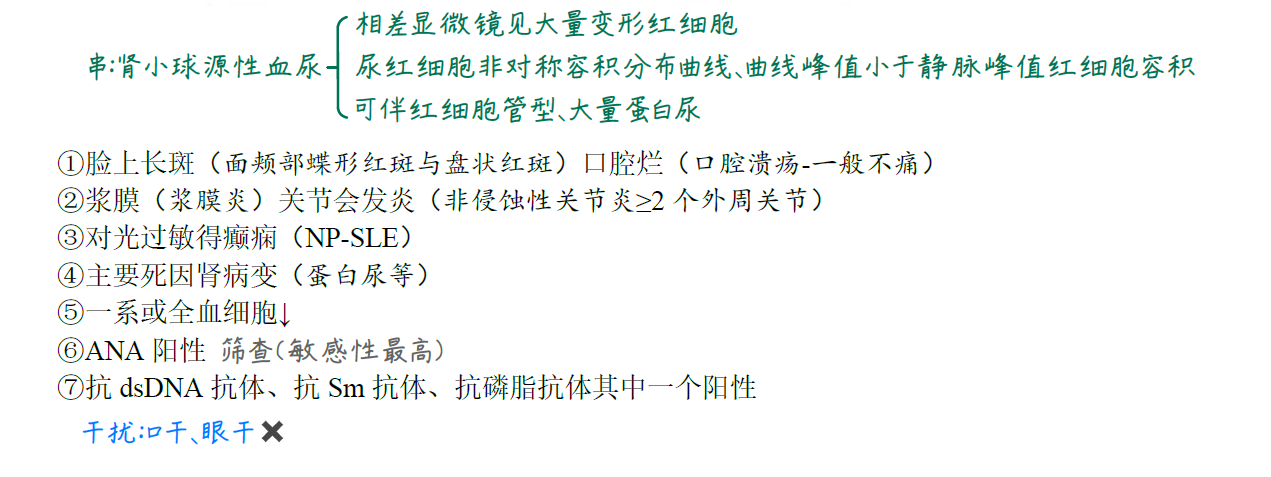 相差显微镜见大量变形红细胞
串:肾小球源性血尿
尿红细胞非对称容积分布曲线、曲线峰值小于静脉峰值红细胞容积
可伴红细胞管型、大量蛋白尿
①脸上长斑（面颊部蝶形红斑与盘状红斑）口腔烂（口腔溃疡-一般不痛）
②浆膜（浆膜炎）关节会发炎（非侵蚀性关节炎≥2 个外周关节）
③对光过敏得癫痫（NP-SLE）
④主要死因肾病变（蛋白尿等）
⑤一系或全血细胞↓
⑥ANA 阳性 筛查(敏感性最高)
⑦抗 dsDNA 抗体、抗 Sm 抗体、抗磷脂抗体其中一个阳性
干扰:口干、眼干✖